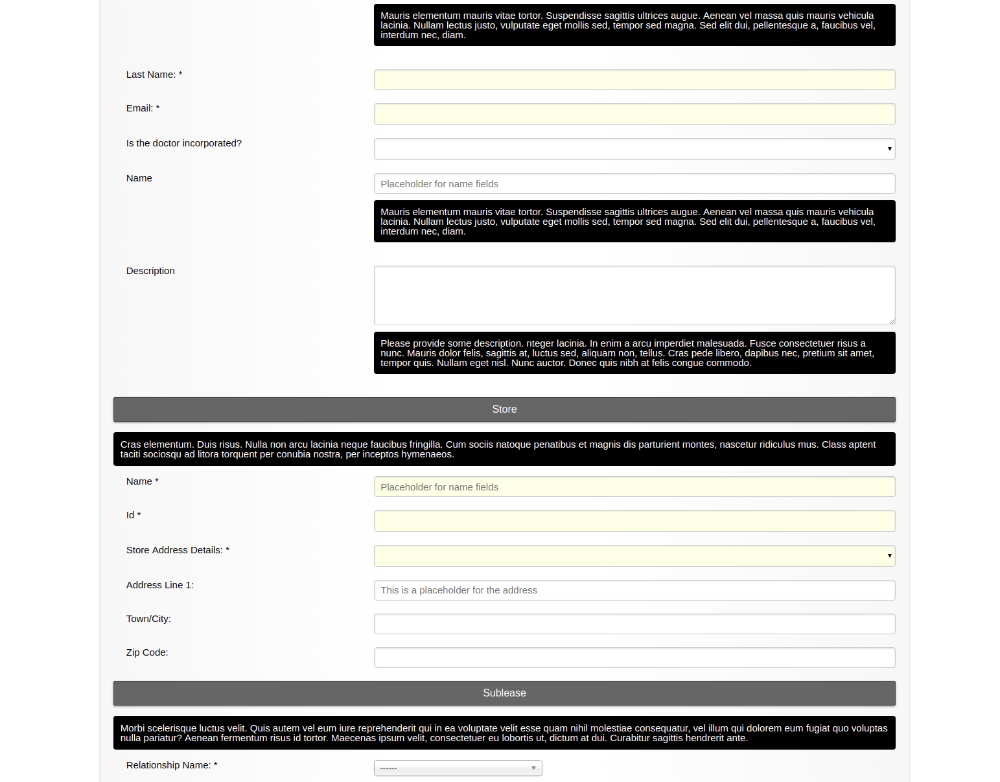 Mauris elementum mauris vitae tortor. Suspendisse sagittis ultrices augue. Aenean vel massa quis mauris vehicula
lacinia. Nullam lectus justo, vulputate eget mollis sed, tempor sed magna. Sed elit dui, pellentesque a, faucibus vel,
interdum nec, diam.
Last Name: *
Email: *
Is the doctor incorporated?
Name
Placeholder for name fields
Mauris elementum mauris vitae tortor. Suspendisse sagittis ultrices augue. Aenean vel massa quis mauris vehicula
lacinia. Nullam lectus justo, vulputate eget mollis sed, tempor sed magna. Sed elit dui, pellentesque a, faucibus vel,
interdum nec, diam.
Description
Please provide some description. nteger lacinia. In enim a arcu imperdiet malesuada. Fusce consectetuer risus a
nunc. Mauris dolor felis, sagittis at, luctus sed, aliquam non, tellus. Cras pede libero, dapibus nec, pretium sit amet,
tempor quis. Nullam eget nisl. Nunc auctor. Donec quis nibh at felis congue commodo.
Store
Cras elementum. Duis risus. Nulla non arcu lacinia neque faucibus fringilla. Cum sociis natoque penatibus et magnis dis parturient montes, nascetur ridiculus mus. Class aptent
taciti sociosqu ad litora torquent per conubia nostra, per inceptos hymenaeos.
Name *
Placeholder for name fields
Id *
Store Address Details: *
Address Line 1:
This is a placeholder for the address
Town/City:
Zip Code:
Sublease
Morbi scelerisque luctus velit. Quis autem vel eum iure reprehenderit qui in ea voluptate velit esse quam nihil molestiae consequatur, vel illum qui dolorem eum fugiat quo voluptas
nulla pariatur? Aenean fermentum risus id tortor. Maecenas ipsum velit, consectetuer eu lobortis ut, dictum at dui. Curabitur sagittis hendrerit ante.
Relationship Name: *
------